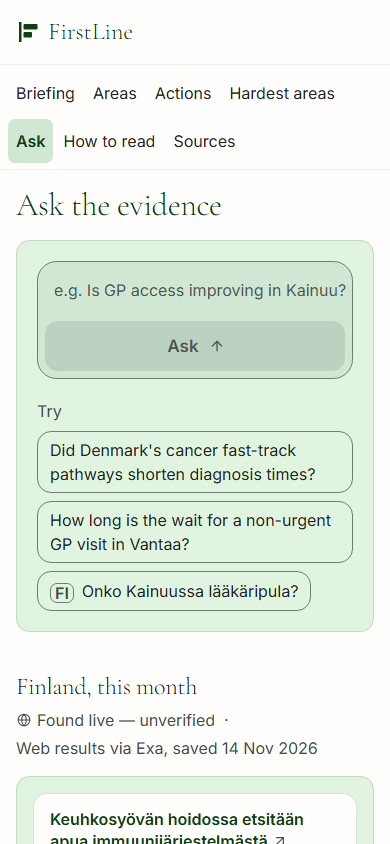 FirstLine
Briefing Areas Actions Hardest areas
Ask How to read Sources
Ask the evidence
e.g. Is GP access improving in Kainuu?
Ask ↑
Try
Did Denmark's cancer fast-track
pathways shorten diagnosis times?
How long is the wait for a non-urgent
GP visit in Vantaa?
FI Onko Kainuussa lääkäripula?
Finland, this month
Found live — unverified ·
Web results via Exa, saved 14 Nov 2026
Keuhkosyövän hoidossa etsitään
apua immuunijärjestelmästä ↗